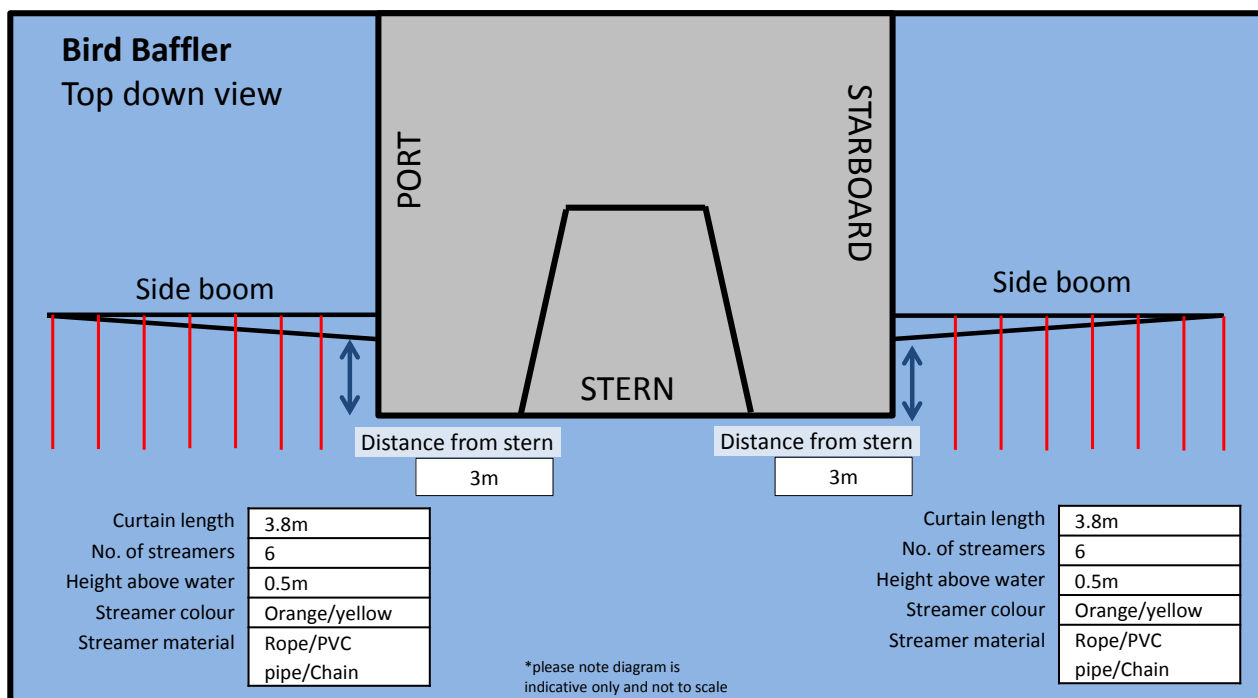 Bird Baffler
Top down view
PORT
STARBOARD
Side boom
Side boom
STERN
Distance from stern
3m
Distance from stern
3m
Curtain length 3.8m
No. of streamers 6
Height above water 0.5m
Streamer colour Orange/yellow
Streamer material Rope/PVC
pipe/Chain
Curtain length 3.8m
No. of streamers 6
Height above water 0.5m
Streamer colour Orange/yellow
Streamer material Rope/PVC
pipe/Chain
*please note diagram is
indicative only and not to scale